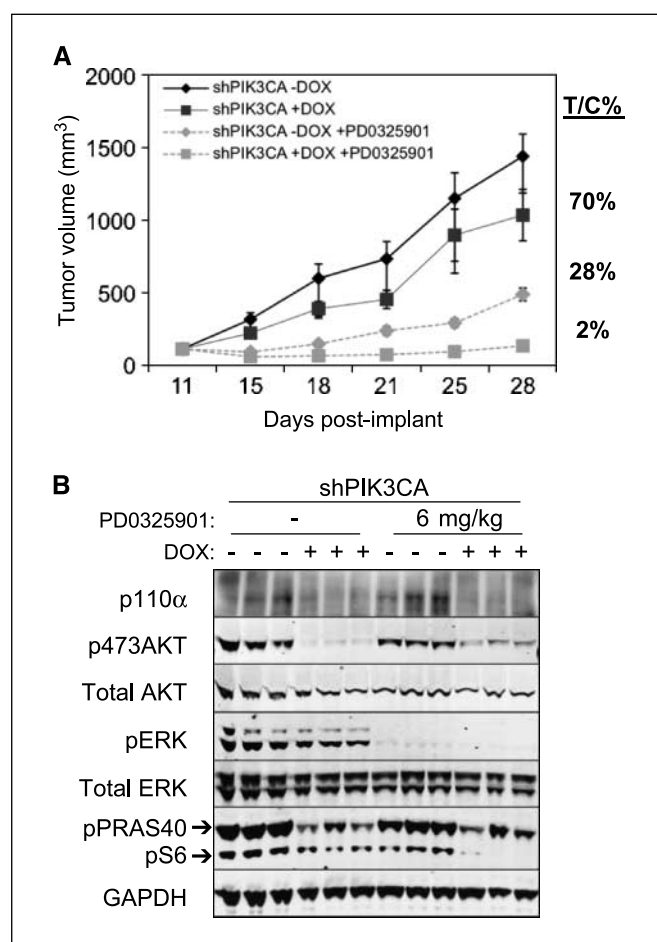 A
2000
1500
1000
500
0
Tumor volume (mm³)
shPIK3CA -DOX
shPIK3CA +DOX
shPIK3CA -DOX +PD0325901
shPIK3CA +DOX +PD0325901
T/C%
70%
28%
2%
11 15 18 21 25 28
Days post-implant
B
shPIK3CA
PD0325901: - 6 mg/kg
DOX: - - - + + + - - - + + +
p110α
p473AKT
Total AKT
pERK
Total ERK
pPRAS40
pS6
GAPDH